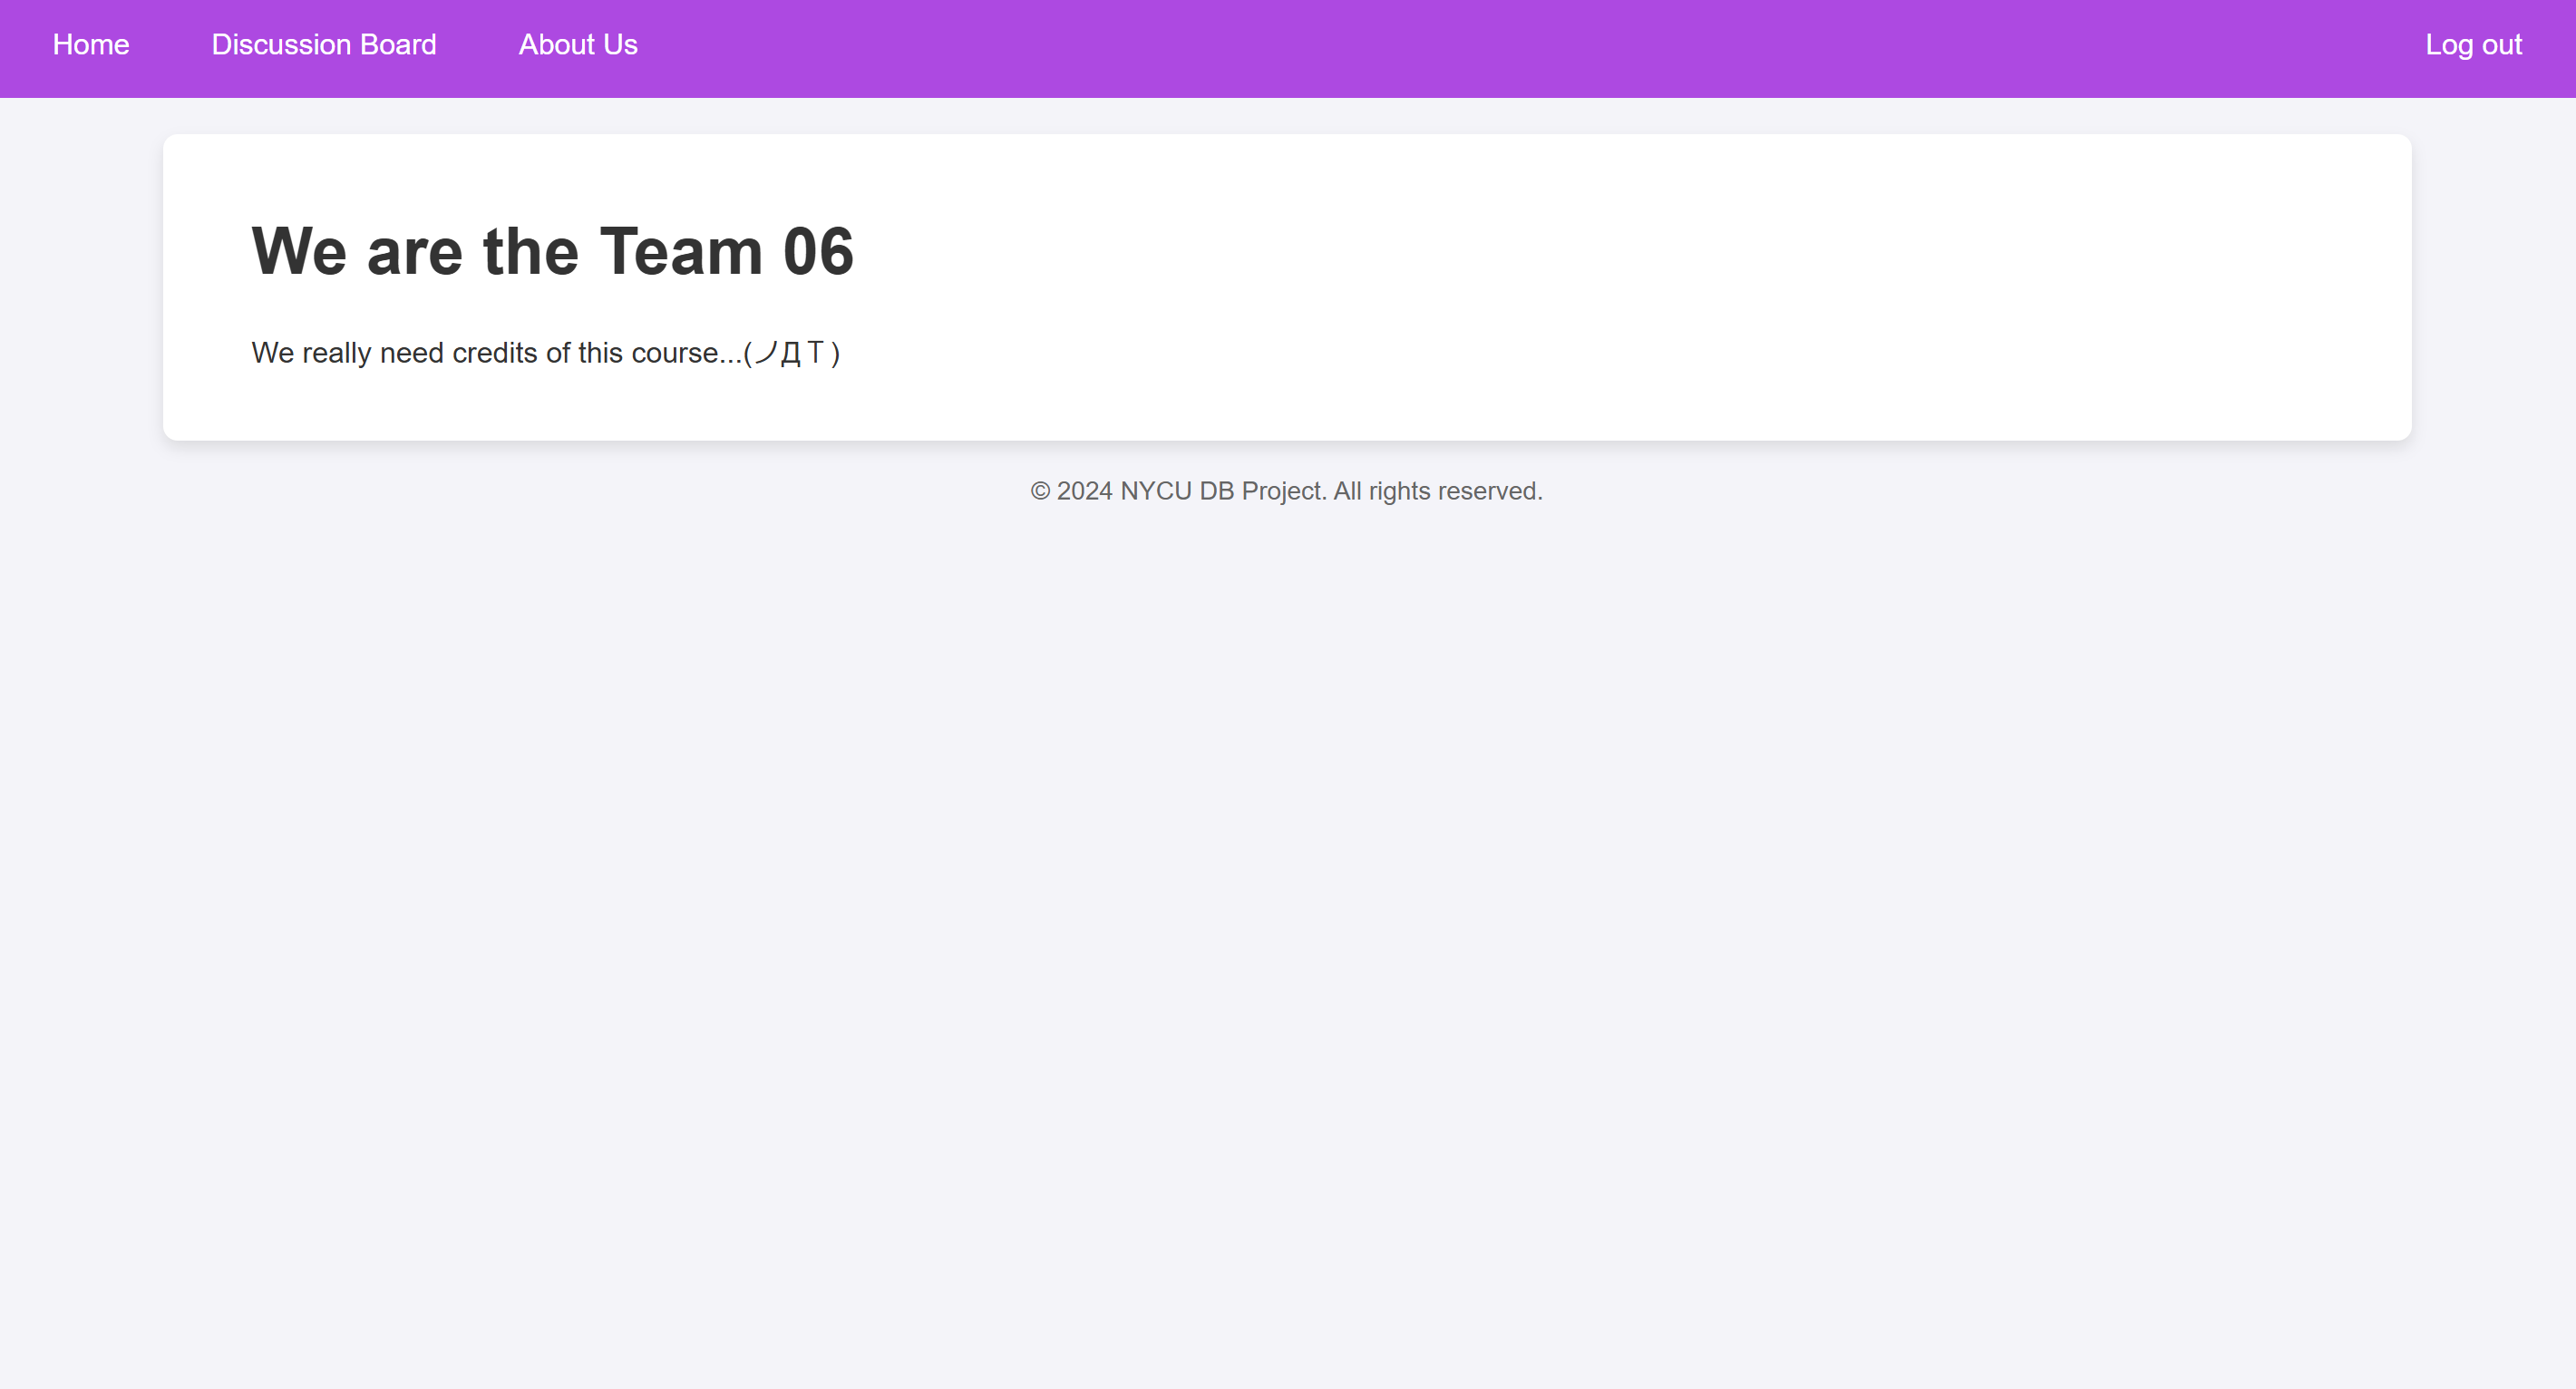 Home Discussion Board About Us Log out
We are the Team 06
We really need credits of this course...(ノДＴ)
© 2024 NYCU DB Project. All rights reserved.